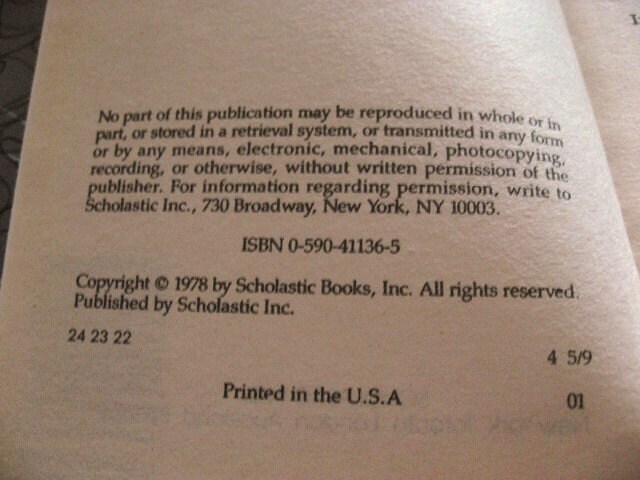 No part of this publication may be reproduced in whole or in
part, or stored in a retrieval system, or transmitted in any form
or by any means, electronic, mechanical, photocopying,
recording, or otherwise, without written permission of the
publisher. For information regarding permission, write to
Scholastic Inc., 730 Broadway, New York, NY 10003.
ISBN 0-590-41136-5
Copyright © 1978 by Scholastic Books, Inc. All rights reserved.
Published by Scholastic Inc.
24 23 22
4 5/9
Printed in the U.S.A
01